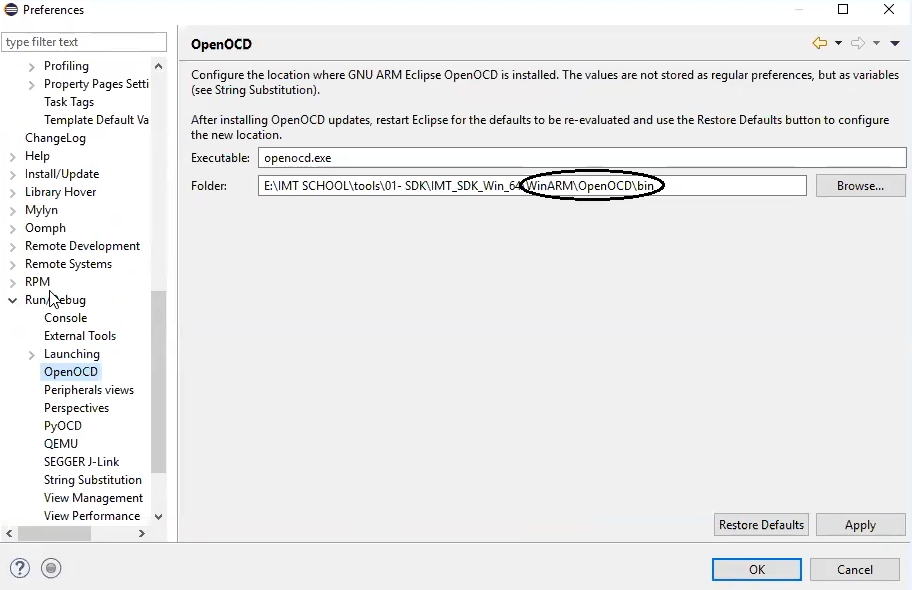 Preferences
type filter text
Profiling
Property Pages Setti
Task Tags
Template Default Va
ChangeLog
Help
Install/Update
Library Hover
Mylyn
Oomph
Remote Development
Remote Systems
RPM
Run/Debug
Console
External Tools
Launching
OpenOCD
Peripherals views
Perspectives
PyOCD
QEMU
SEGGER J-Link
String Substitution
View Management
View Performance
OpenOCD
Configure the location where GNU ARM Eclipse OpenOCD is installed. The values are not stored as regular preferences, but as variables
(see String Substitution).
After installing OpenOCD updates, restart Eclipse for the defaults to be re-evaluated and use the Restore Defaults button to configure
the new location.
Executable: openocd.exe
Folder: E:\IMT SCHOOL\tools\01- SDK\IMT_SDK_Win_64\WinARM\OpenOCD\bin Browse...
Restore Defaults Apply
OK Cancel